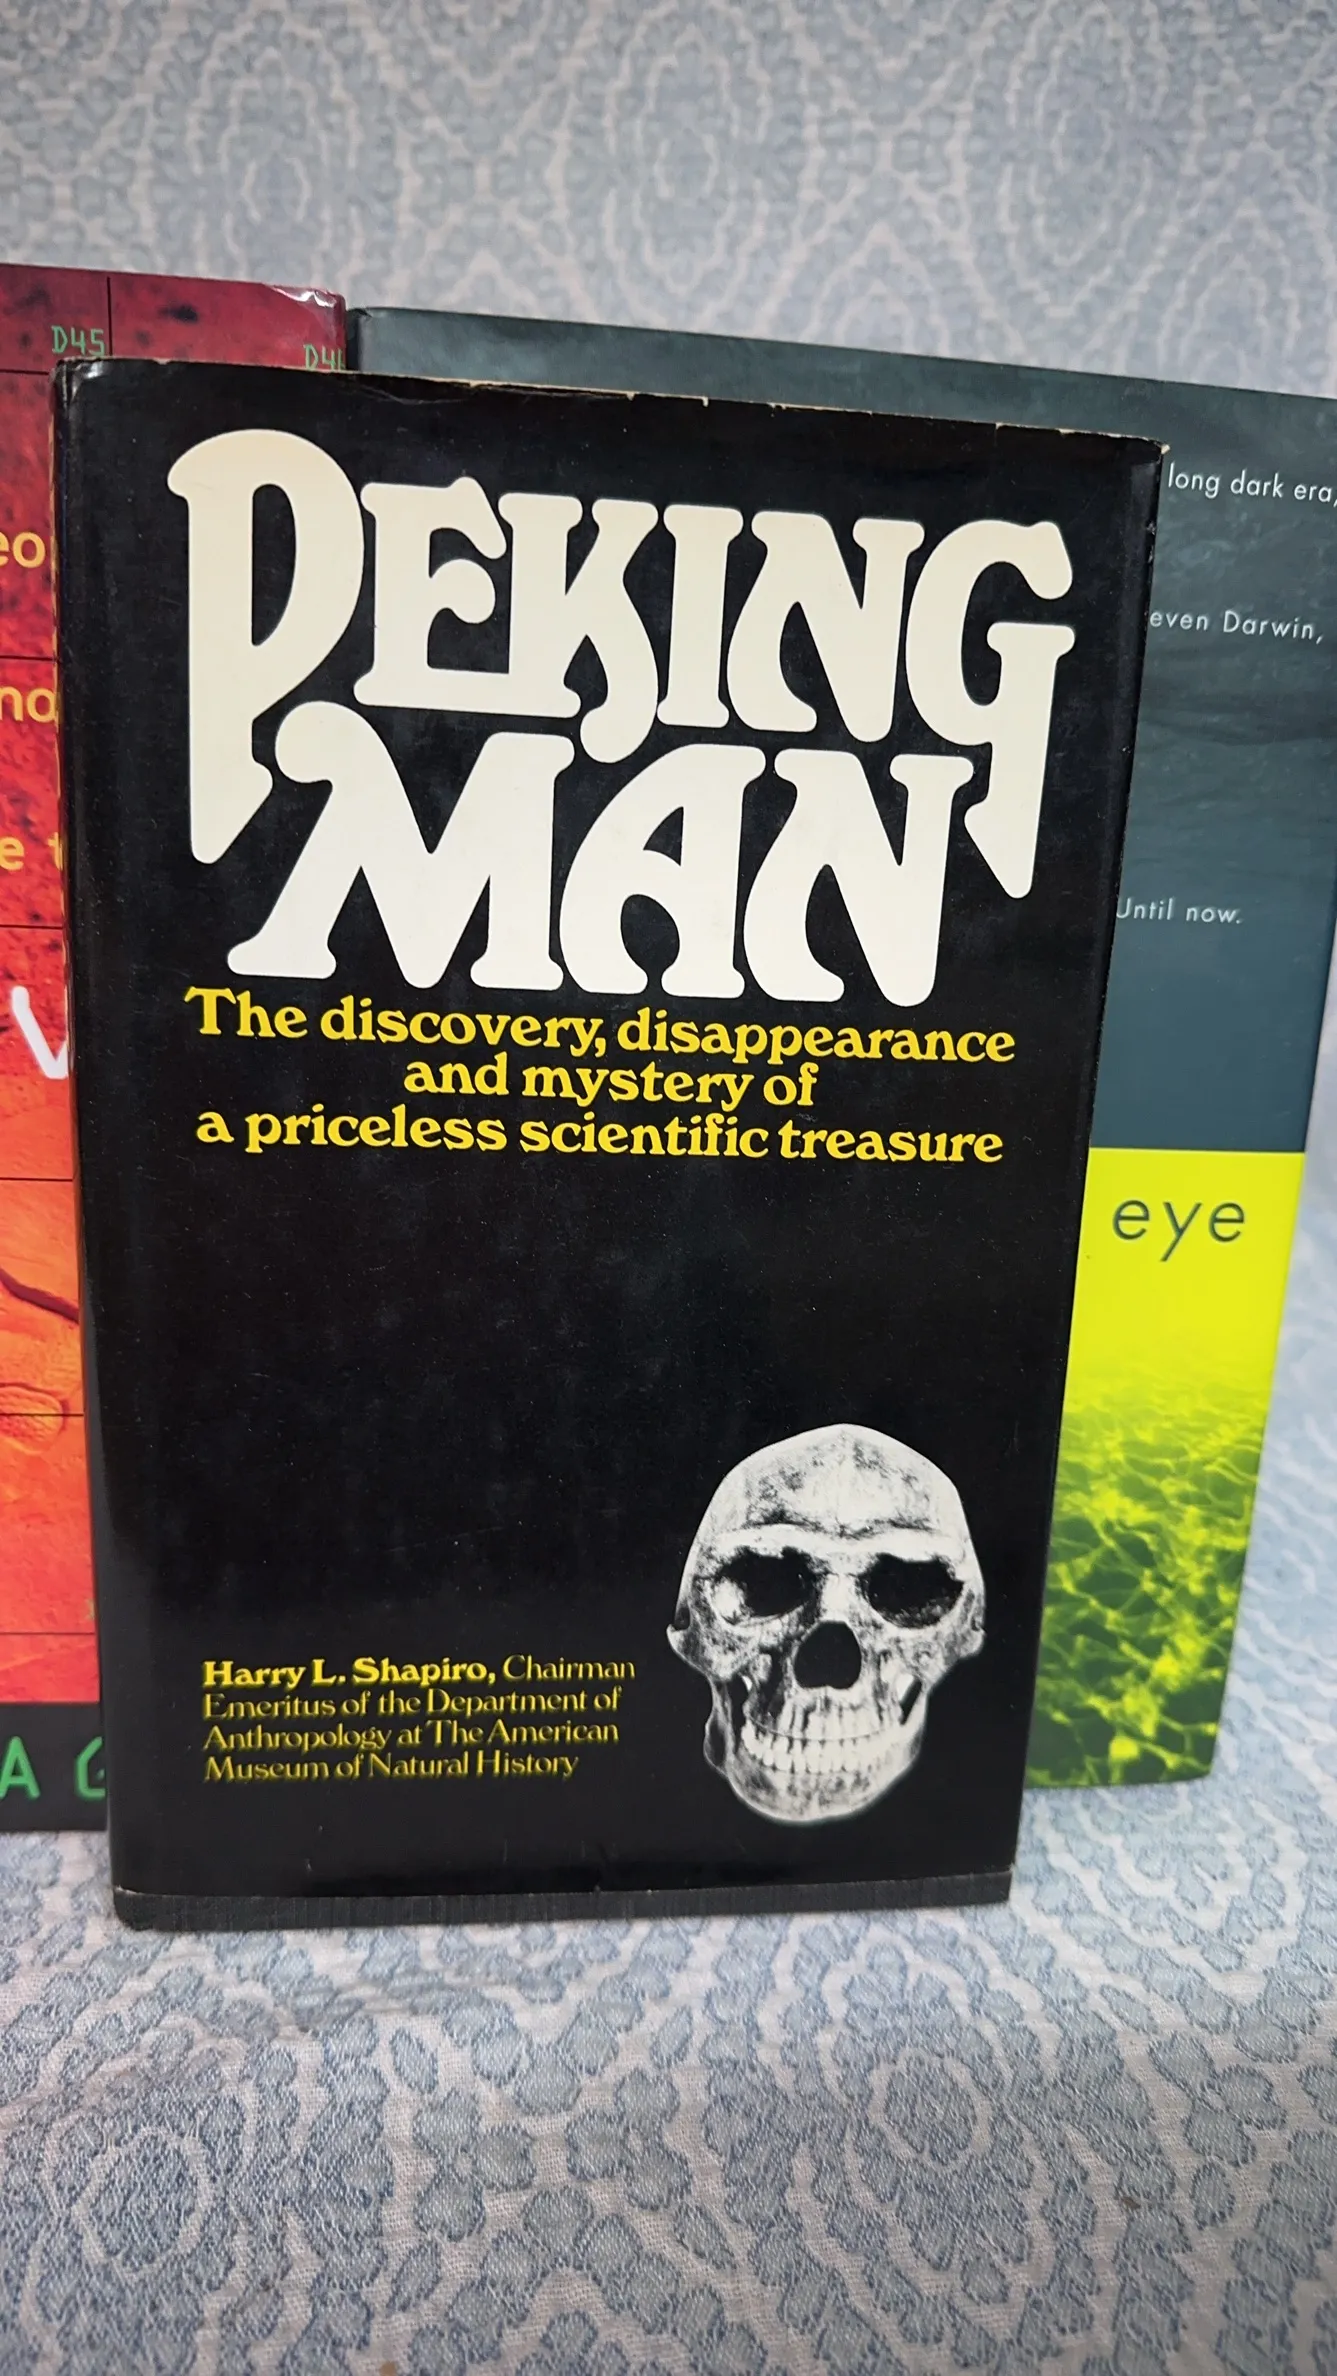 D45
D4
PEKING
MAN
The discovery, disappearance
and mystery of
a priceless scientific treasure
Harry L. Shapiro, Chairman
Emeritus of the Department of
Anthropology at The American
Museum of Natural History
long dark era,
even Darwin,
Until now.
eye